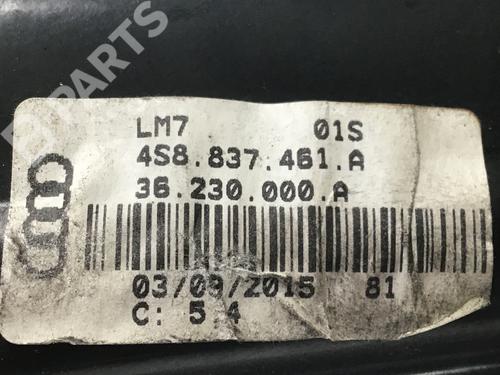 B PARTS
LM7 01S
4S8.837.461.A
36.230.000.A
03/09/2015 81
C: 5.4